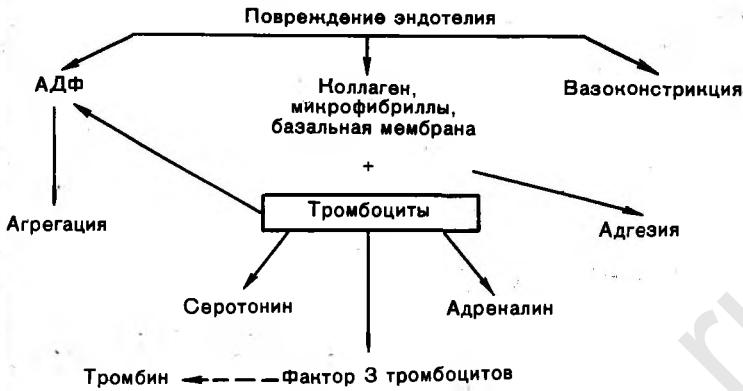 Повреждение эндотелия
АДФ
Коллаген,
микрофибриллы,
базальная мембрана
Вазоконстрикция
+
Тромбоциты
Агрегация
Адгезия
Серотонин
Адреналин
Тромбин
Фактор 3 тромбоцитов